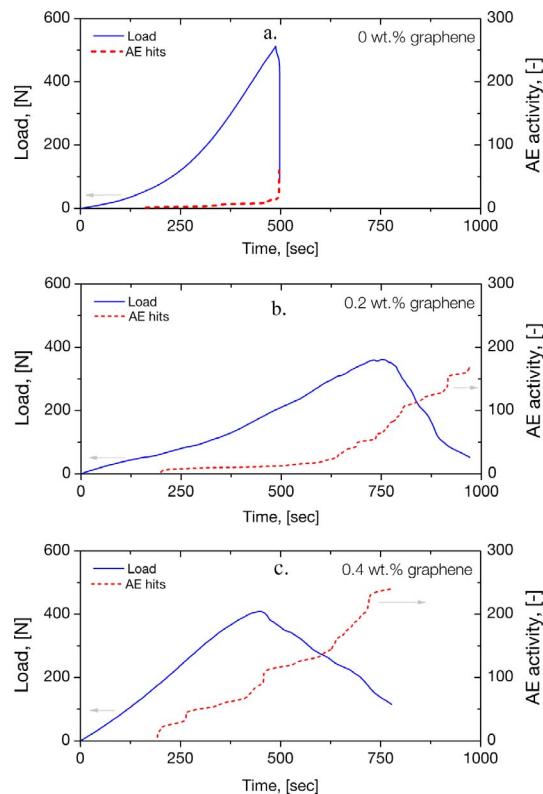 a.
0 wt.% graphene
Load
AE hits
Load, [N]
600
400
200
0
AE activity, [-]
300
200
100
0
0
250
500
750
1000
Time, [sec]
b.
0.2 wt.% graphene
Load
AE hits
Load, [N]
600
400
200
0
AE activity, [-]
300
200
100
0
0
250
500
750
1000
Time, [sec]
c.
0.4 wt.% graphene
Load
AE hits
Load, [N]
600
400
200
0
AE activity, [-]
300
200
100
0
0
250
500
750
1000
Time, [sec]